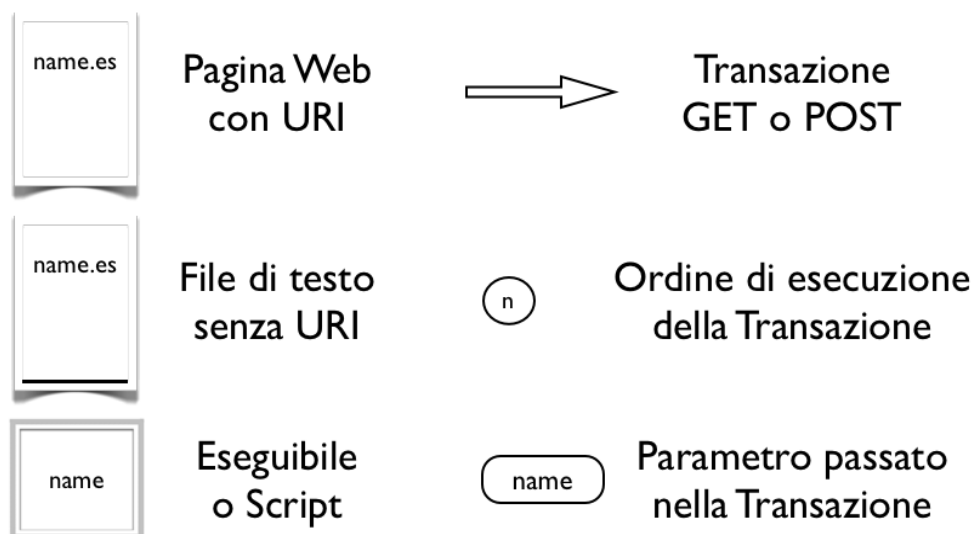 name.es
Pagina Web
con URI
Transazione
GET o POST
name.es
File di testo
senza URI
n
Ordine di esecuzione
della Transazione
name
Eseguibile
o Script
name
Parametro passato
nella Transazione